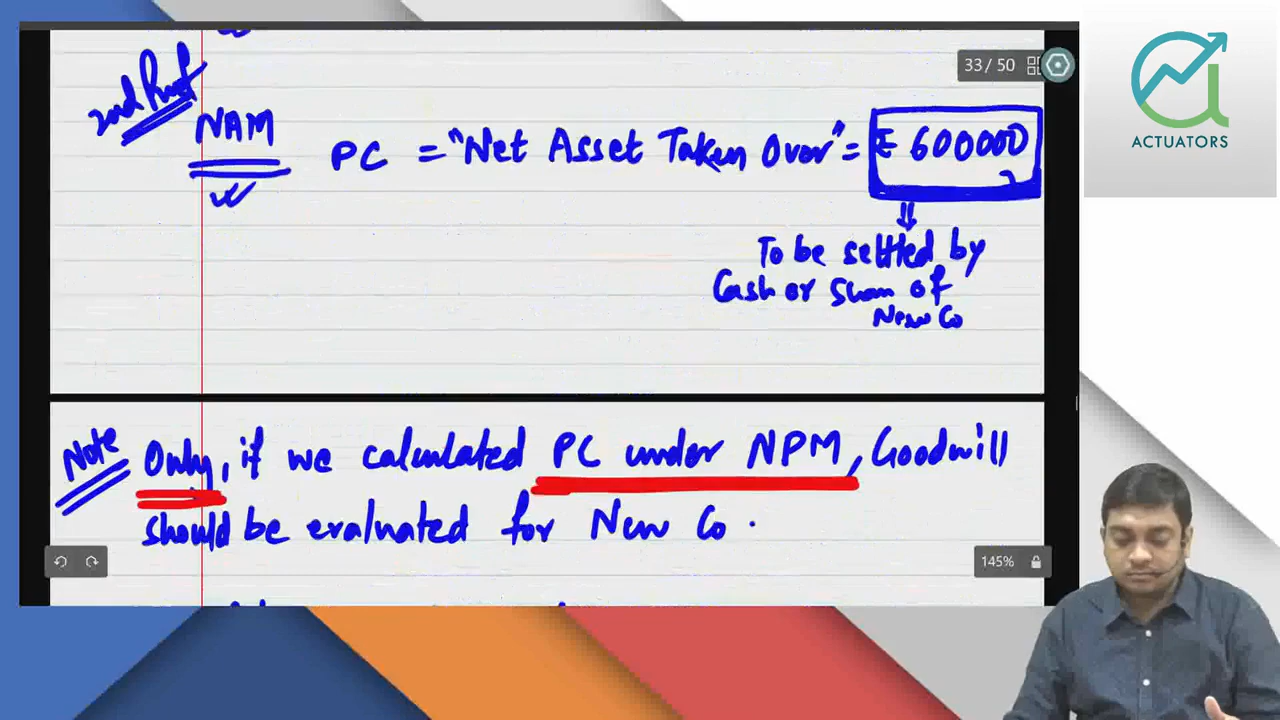 33 / 50
2nd Proof
NAM
PC = "Net Asset Taken Over" = ₹ 600000
To be settled by
Cash or Share of
New Co
Note Only, if we calculated PC under NPM, Goodwill
should be evaluated for New Co.
145%
ACTUATORS